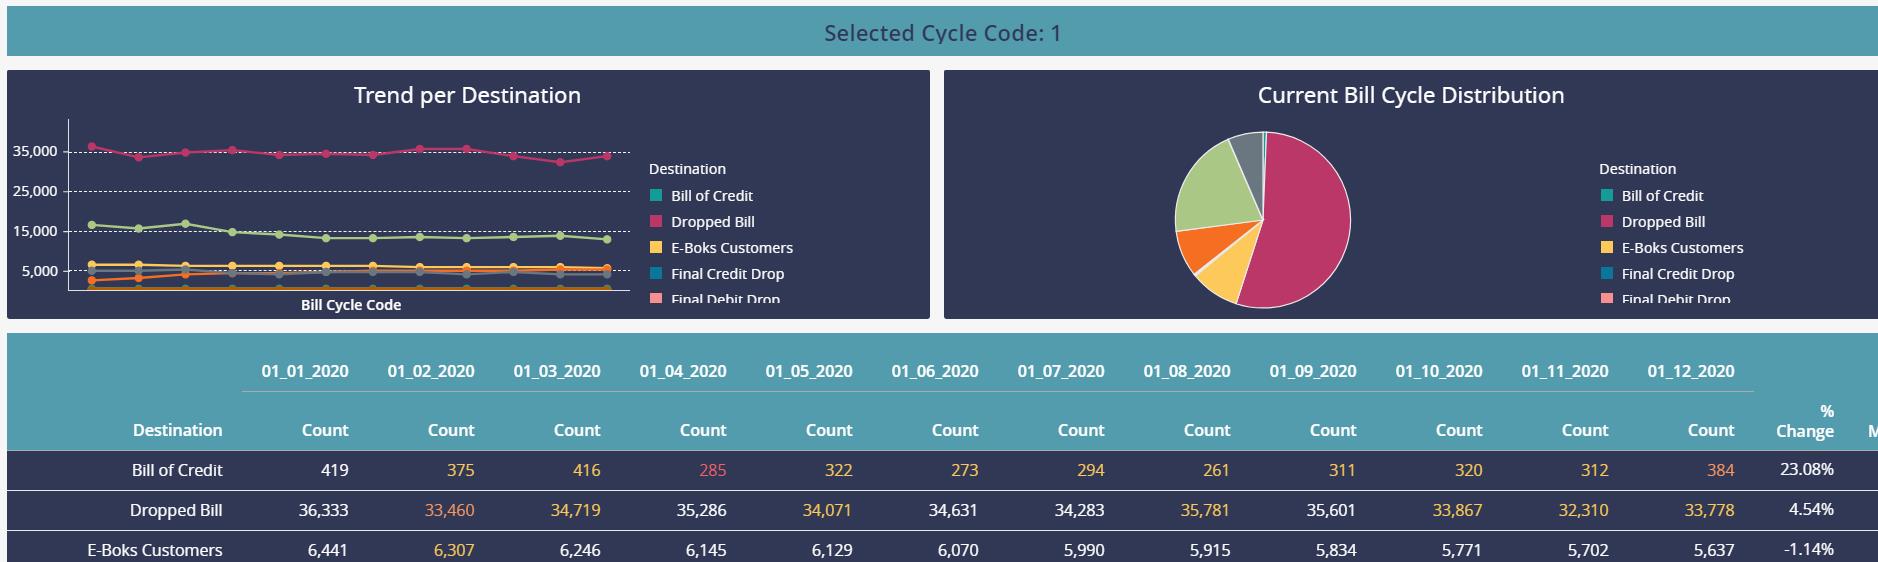 Selected Cycle Code: 1
Trend per Destination
35,000
25,000
15,000
5,000
Bill Cycle Code
Destination
Bill of Credit
Dropped Bill
E-Boks Customers
Final Credit Drop
Final Debit Drop
Current Bill Cycle Distribution
Destination
Bill of Credit
Dropped Bill
E-Boks Customers
Final Credit Drop
Final Debit Drop
01_01_2020 01_02_2020 01_03_2020 01_04_2020 01_05_2020 01_06_2020 01_07_2020 01_08_2020 01_09_2020 01_10_2020 01_11_2020 01_12_2020
%
Destination Count Count Count Count Count Count Count Count Count Count Count Count Change M
Bill of Credit 419 375 416 285 322 273 294 261 311 320 312 384 23.08%
Dropped Bill 36,333 33,460 34,719 35,286 34,071 34,631 34,283 35,781 35,601 33,867 32,310 33,778 4.54%
E-Boks Customers 6,441 6,307 6,246 6,145 6,129 6,070 5,990 5,915 5,834 5,771 5,702 5,637 -1.14%